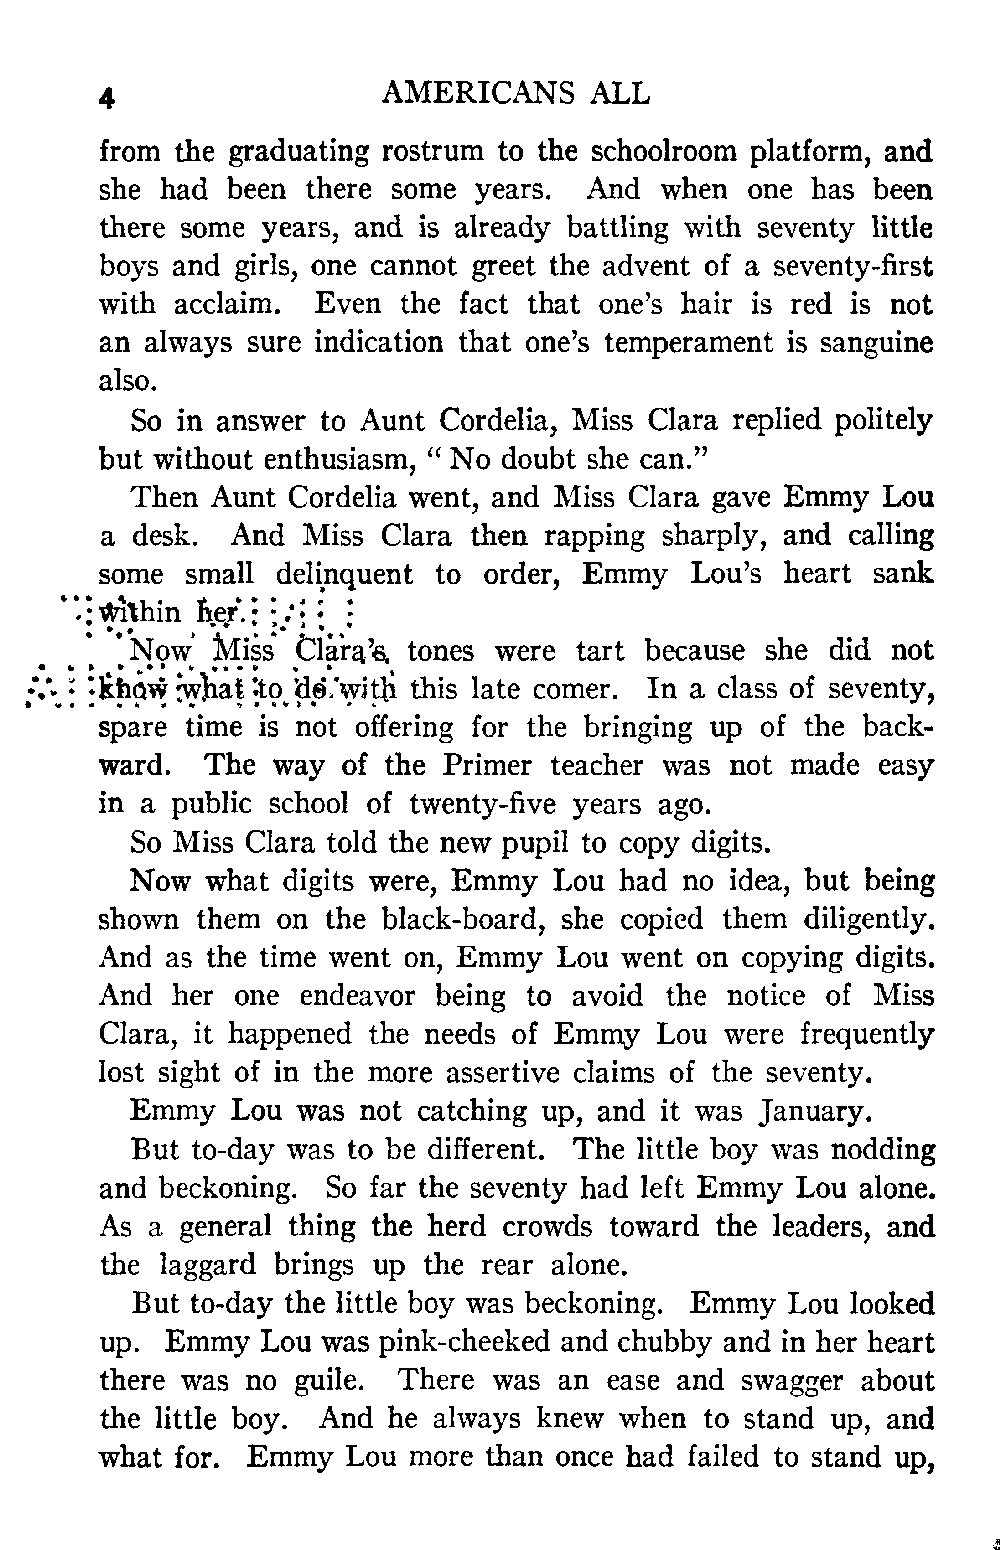 4 AMERICANS ALL
from the graduating rostrum to the schoolroom platform, and
she had been there some years. And when one has been
there some years, and is already battling with seventy little
boys and girls, one cannot greet the advent of a seventy-first
with acclaim. Even the fact that one's hair is red is not
an always sure indication that one's temperament is sanguine
also.
So in answer to Aunt Cordelia, Miss Clara replied politely
but without enthusiasm, “ No doubt she can.”
Then Aunt Cordelia went, and Miss Clara gave Emmy Lou
a desk. And Miss Clara then rapping sharply, and calling
some small delinquent to order, Emmy Lou's heart sank
within her.
Now Miss Clara's tones were tart because she did not
know what to do with this late comer. In a class of seventy,
spare time is not offering for the bringing up of the back-
ward. The way of the Primer teacher was not made easy
in a public school of twenty-five years ago.
So Miss Clara told the new pupil to copy digits.
Now what digits were, Emmy Lou had no idea, but being
shown them on the black-board, she copied them diligently.
And as the time went on, Emmy Lou went on copying digits.
And her one endeavor being to avoid the notice of Miss
Clara, it happened the needs of Emmy Lou were frequently
lost sight of in the more assertive claims of the seventy.
Emmy Lou was not catching up, and it was January.
But to-day was to be different. The little boy was nodding
and beckoning. So far the seventy had left Emmy Lou alone.
As a general thing the herd crowds toward the leaders, and
the laggard brings up the rear alone.
But to-day the little boy was beckoning. Emmy Lou looked
up. Emmy Lou was pink-cheeked and chubby and in her heart
there was no guile. There was an ease and swagger about
the little boy. And he always knew when to stand up, and
what for. Emmy Lou more than once had failed to stand up,